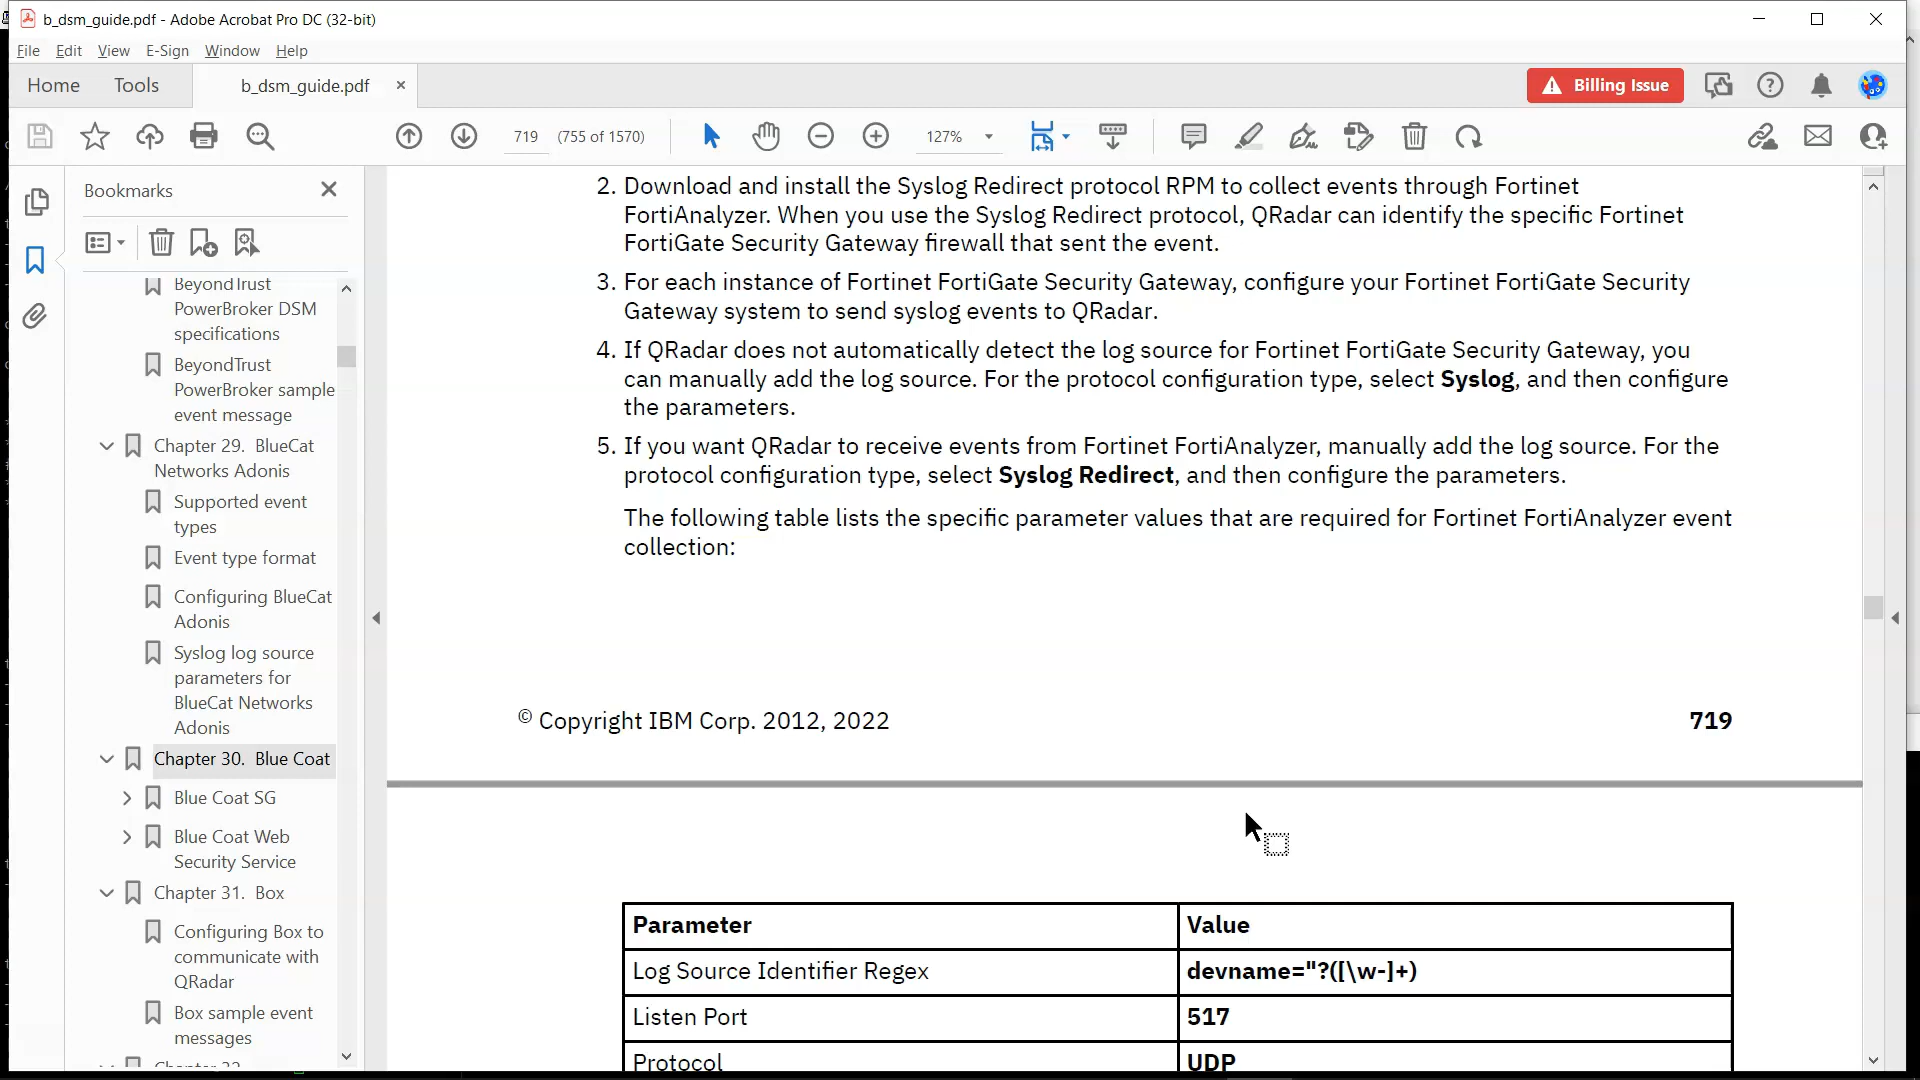 b_dsm_guide.pdf - Adobe Acrobat Pro DC (32-bit)
File Edit View E-Sign Window Help
Home Tools b_dsm_guide.pdf × Billing Issue
719 (755 of 1570) 127%
Bookmarks
BeyondTrust
PowerBroker DSM
specifications
BeyondTrust
PowerBroker sample
event message
Chapter 29. BlueCat
Networks Adonis
Supported event
types
Event type format
Configuring BlueCat
Adonis
Syslog log source
parameters for
BlueCat Networks
Adonis
Chapter 30. Blue Coat
Blue Coat SG
Blue Coat Web
Security Service
Chapter 31. Box
Configuring Box to
communicate with
QRadar
Box sample event
messages
2. Download and install the Syslog Redirect protocol RPM to collect events through Fortinet
FortiAnalyzer. When you use the Syslog Redirect protocol, QRadar can identify the specific Fortinet
FortiGate Security Gateway firewall that sent the event.
3. For each instance of Fortinet FortiGate Security Gateway, configure your Fortinet FortiGate Security
Gateway system to send syslog events to QRadar.
4. If QRadar does not automatically detect the log source for Fortinet FortiGate Security Gateway, you
can manually add the log source. For the protocol configuration type, select Syslog, and then configure
the parameters.
5. If you want QRadar to receive events from Fortinet FortiAnalyzer, manually add the log source. For the
protocol configuration type, select Syslog Redirect, and then configure the parameters.
The following table lists the specific parameter values that are required for Fortinet FortiAnalyzer event
collection:
© Copyright IBM Corp. 2012, 2022 719
Parameter Value
Log Source Identifier Regex devname="?([\w-]+)
Listen Port 517
Protocol UDP